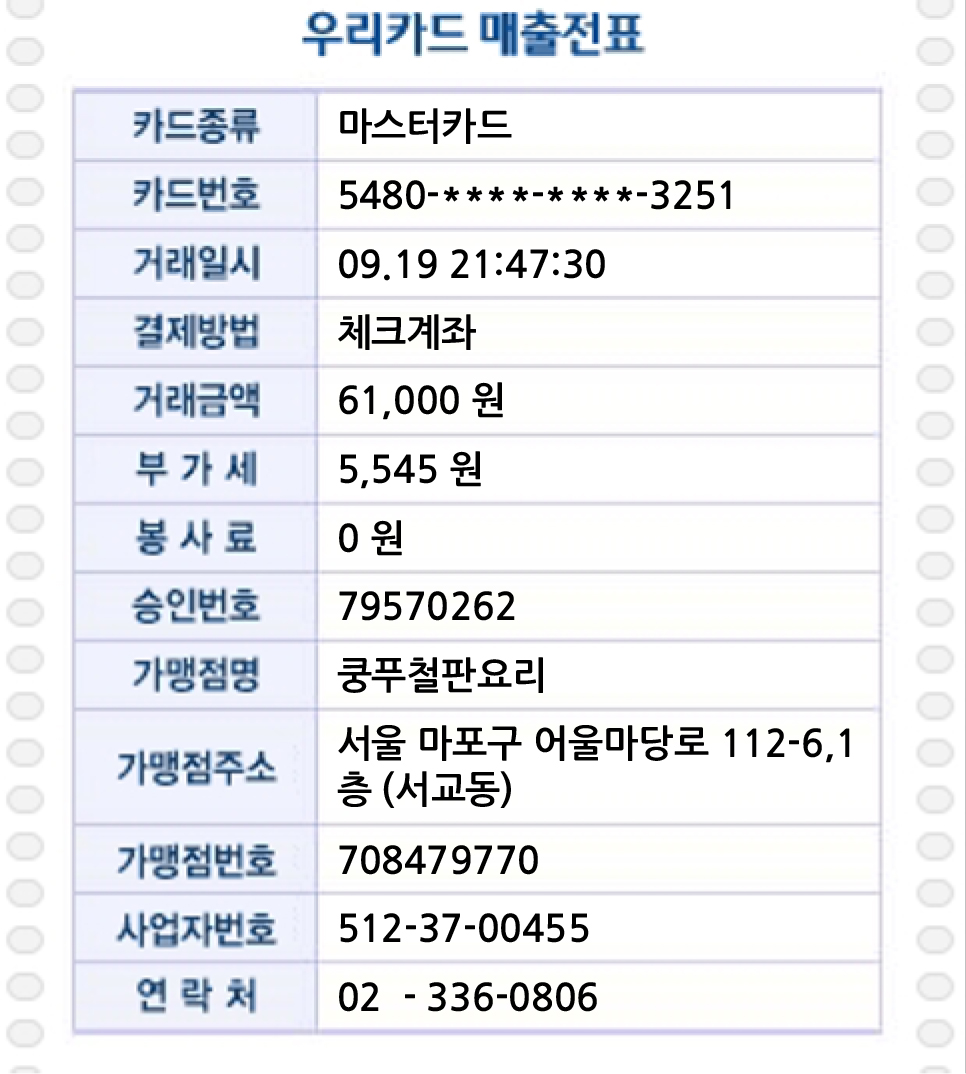 우리카드 매출전표
카드종류 마스터카드
카드번호 5480-****-****-3251
거래일시 09.19 21:47:30
결제방법 체크계좌
거래금액 61,000 원
부 가 세 5,545 원
봉 사 료 0 원
승인번호 79570262
가맹점명 쿵푸철판요리
가맹점주소 서울 마포구 어울마당로 112-6,1
층 (서교동)
가맹점번호 708479770
사업자번호 512-37-00455
연 락 처 02 - 336-0806